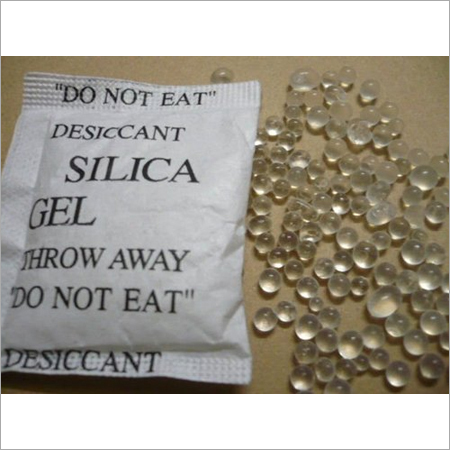 "DO NOT EAT"
DESICCANT
SILICA
GEL
THROW AWAY
"DO NOT EAT"
DESICCANT